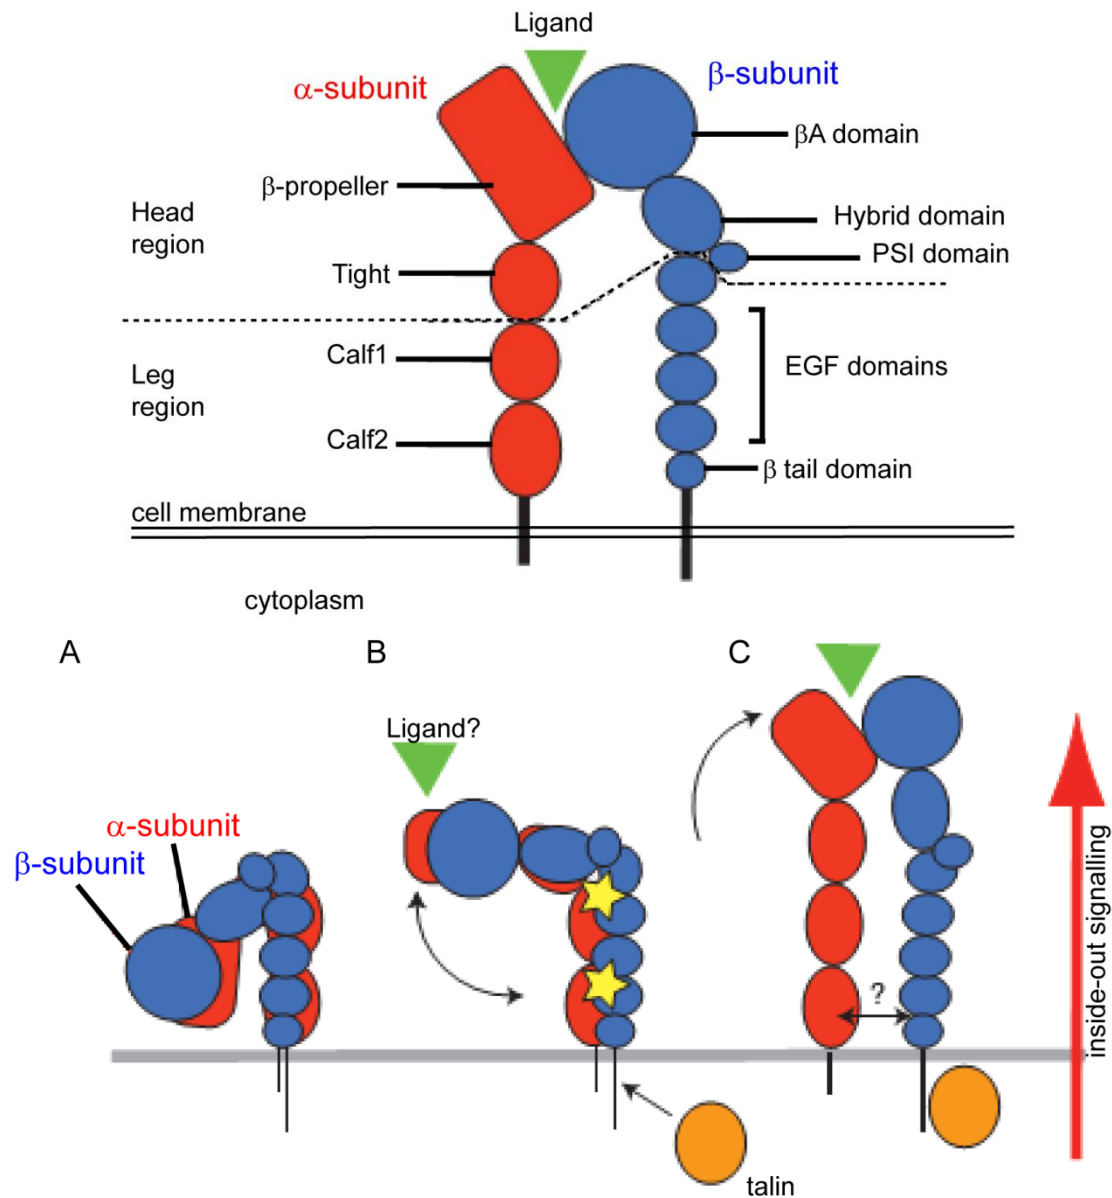 Ligand
α-subunit
β-subunit
βA domain
β-propeller
Head
region
Hybrid domain
PSI domain
Tight
Calf1
EGF domains
Leg
region
Calf2
β tail domain
cell membrane
cytoplasm
A
B
C
Ligand?
α-subunit
β-subunit
?
inside-out signalling
talin